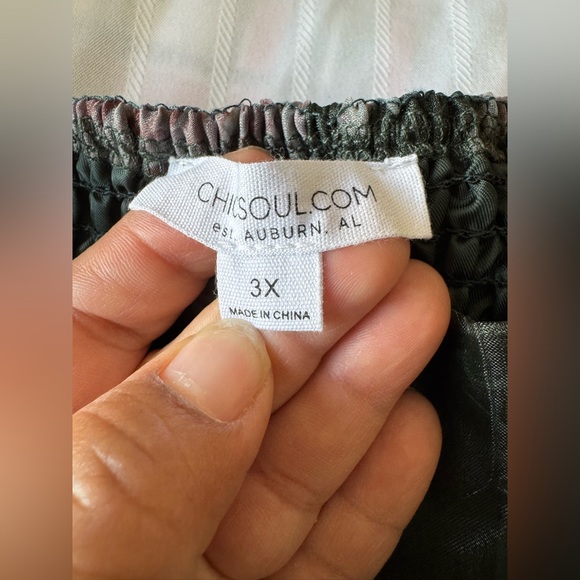 CHICSOUL.COM
est. AUBURN, AL
3X
MADE IN CHINA